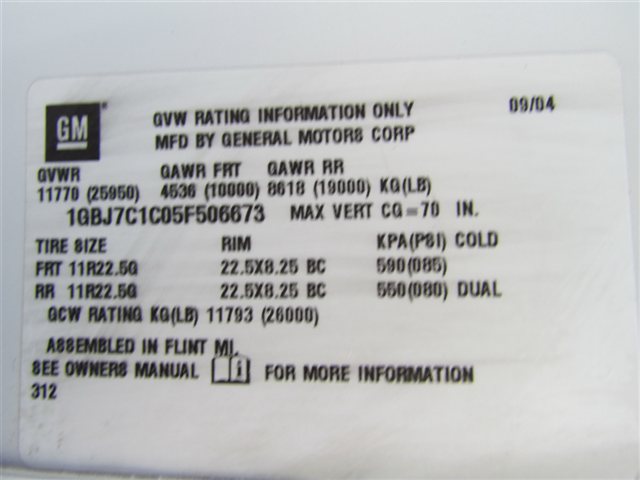 GM
GVW RATING INFORMATION ONLY 09/04
MFD BY GENERAL MOTORS CORP
GVWR GAWR FRT GAWR RR
11770 (25950) 4536 (10000) 8618 (19000) KG(LB)
1GBJ7C1C05F506673 MAX VERT CG=70 IN.
TIRE SIZE RIM KPA(PSI) COLD
FRT 11R22.5G 22.5X8.25 BC 590(085)
RR 11R22.5G 22.5X8.25 BC 550(080) DUAL
GCW RATING KG(LB) 11793 (26000)
ASSEMBLED IN FLINT MI.
SEE OWNERS MANUAL i FOR MORE INFORMATION
312